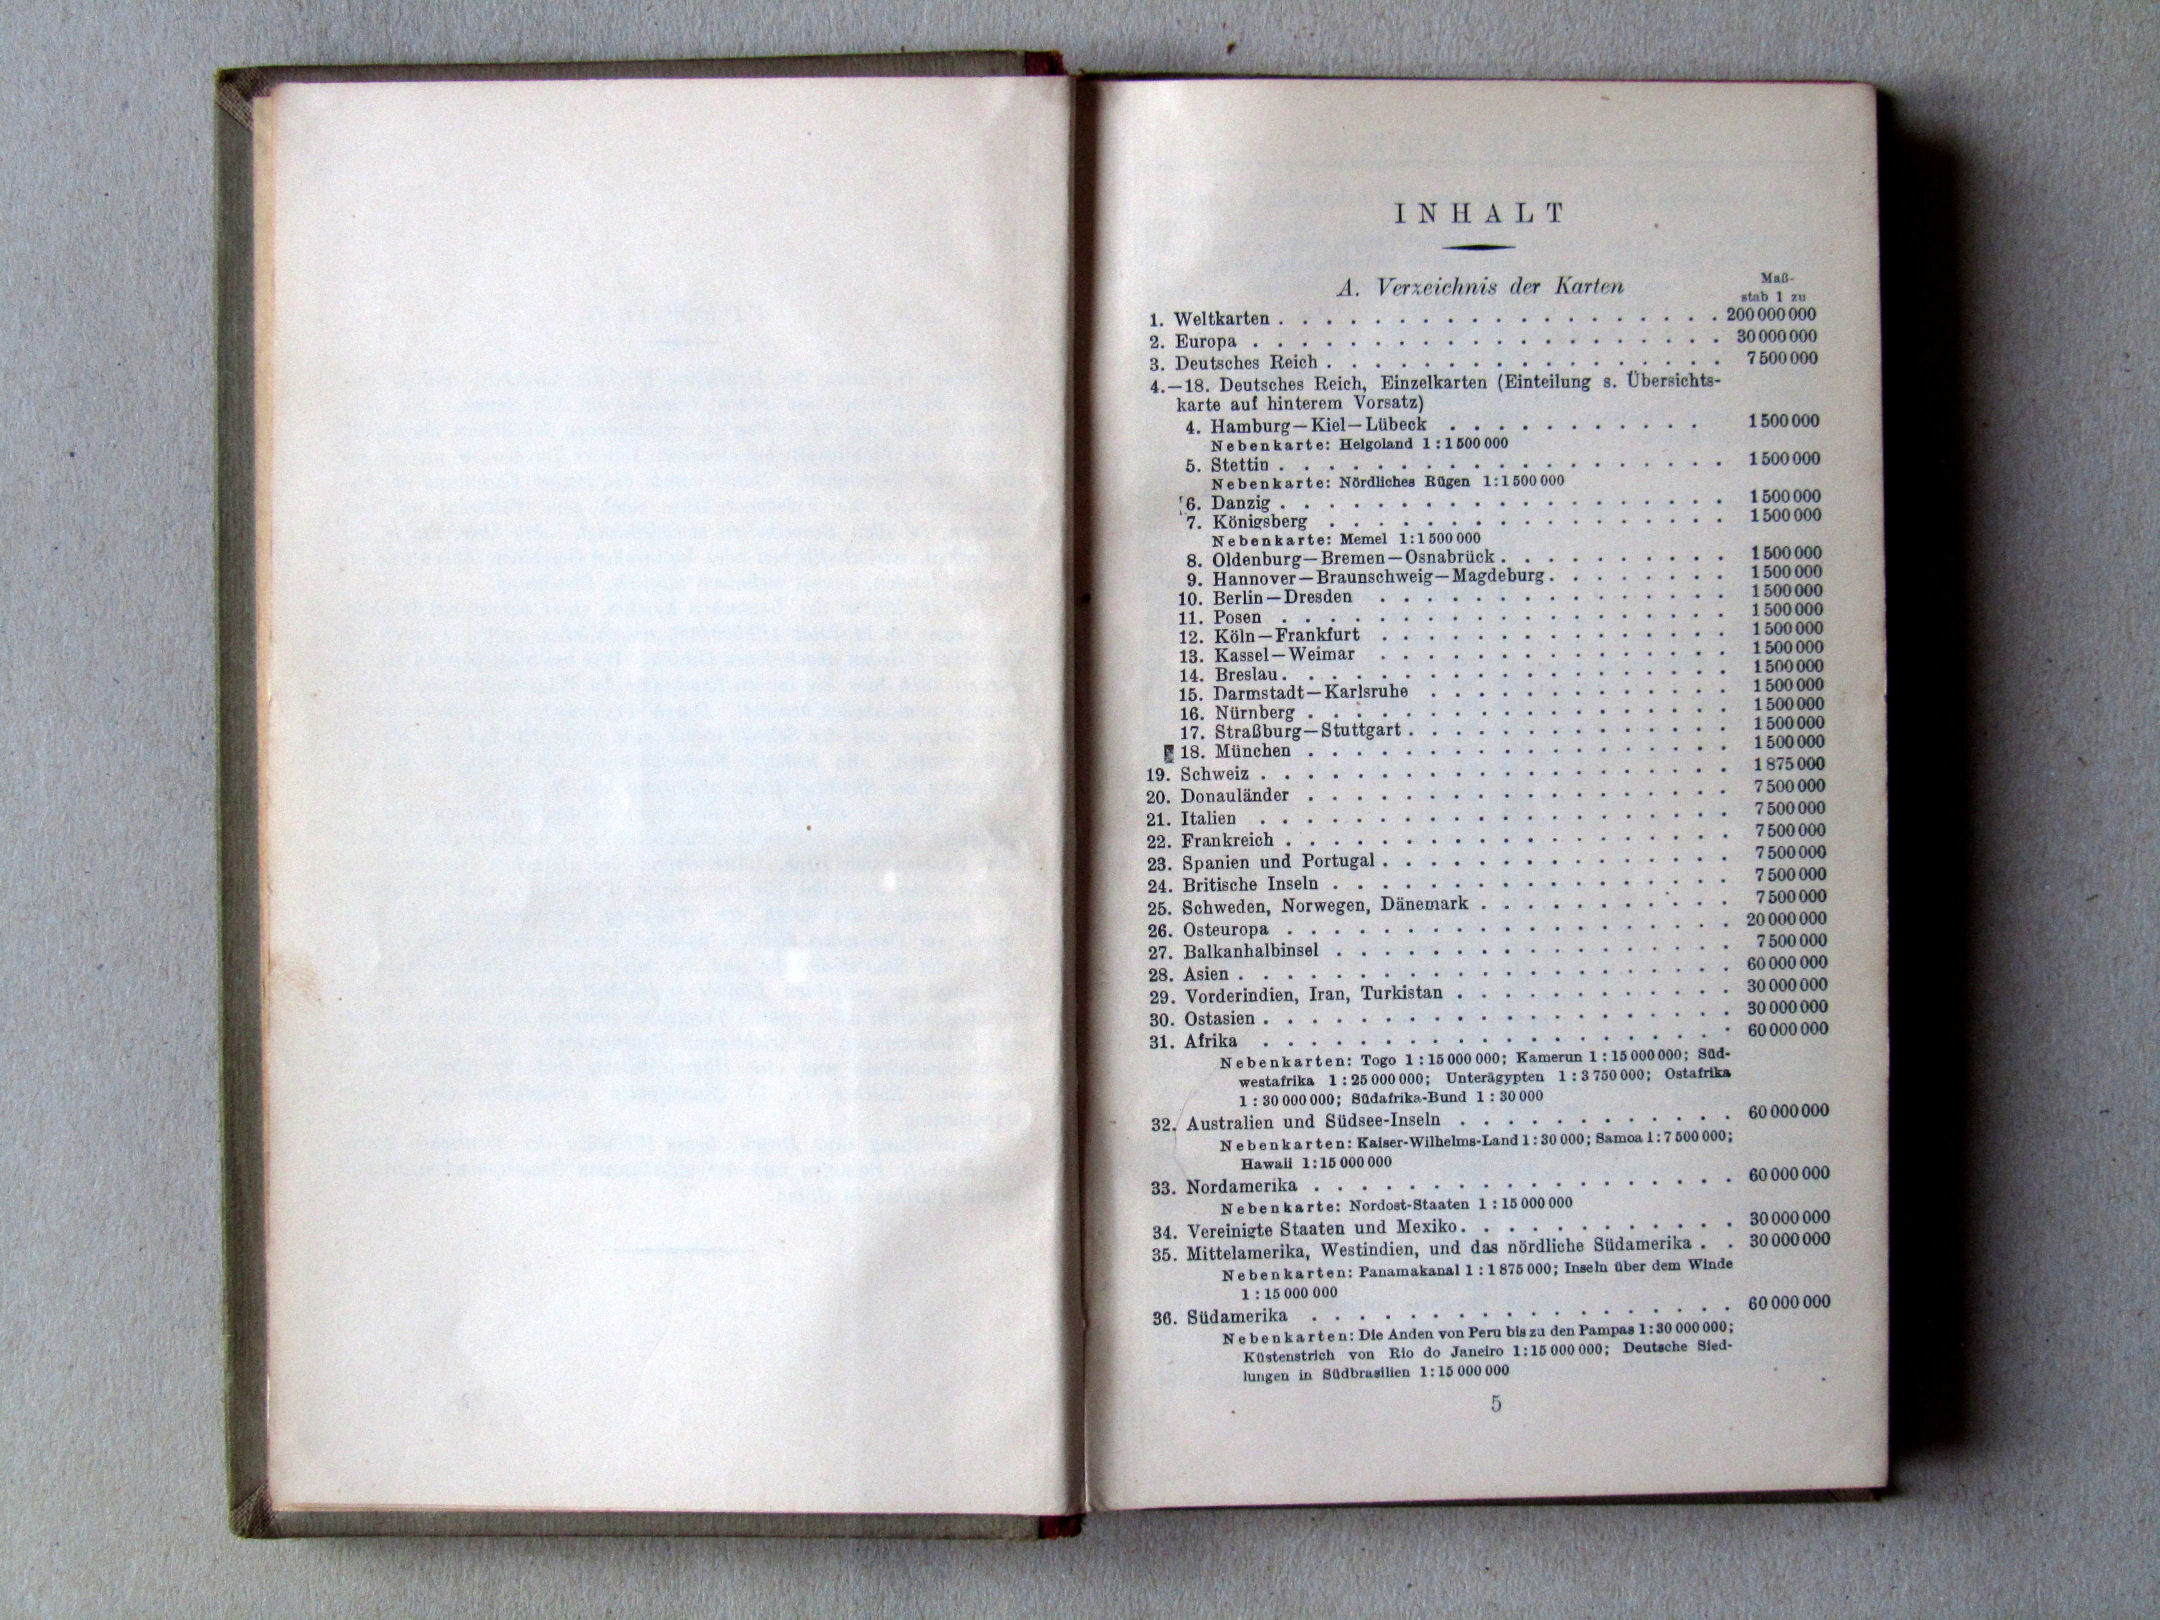 INHALT
A. Verzeichnis der Karten
Maß-
stab 1 zu
1. Weltkarten . . . . . . . . . . . . . . . . . . . 200 000 000
2. Europa . . . . . . . . . . . . . . . . . . . . 30 000 000
3. Deutsches Reich . . . . . . . . . . . . . . . . . 7 500 000
4.—18. Deutsches Reich, Einzelkarten (Einteilung s. Übersichts-
karte auf hinterem Vorsatz)
4. Hamburg—Kiel—Lübeck . . . . . . . . . . . 1 500 000
Nebenkarte: Helgoland 1 : 1 500 000
5. Stettin . . . . . . . . . . . . . . . . . . . 1 500 000
Nebenkarte: Nördliches Rügen 1:1 500 000
6. Danzig . . . . . . . . . . . . . . . . . . . 1 500 000
7. Königsberg . . . . . . . . . . . . . . . . . 1 500 000
Nebenkarte: Memel 1:1 500 000
8. Oldenburg—Bremen—Osnabrück . . . . . . . . . . 1 500 000
9. Hannover—Braunschweig—Magdeburg . . . . . . . . 1 500 000
10. Berlin—Dresden . . . . . . . . . . . . . . . 1 500 000
11. Posen . . . . . . . . . . . . . . . . . . . 1 500 000
12. Köln—Frankfurt . . . . . . . . . . . . . . . 1 500 000
13. Kassel—Weimar . . . . . . . . . . . . . . . 1 500 000
14. Breslau . . . . . . . . . . . . . . . . . . . 1 500 000
15. Darmstadt—Karlsruhe . . . . . . . . . . . . . 1 500 000
16. Nürnberg . . . . . . . . . . . . . . . . . . 1 500 000
17. Straßburg—Stuttgart . . . . . . . . . . . . . . 1 500 000
18. München . . . . . . . . . . . . . . . . . . 1 500 000
19. Schweiz . . . . . . . . . . . . . . . . . . . . 1 875 000
20. Donauländer . . . . . . . . . . . . . . . . . . 7 500 000
21. Italien . . . . . . . . . . . . . . . . . . . . 7 500 000
22. Frankreich . . . . . . . . . . . . . . . . . . . 7 500 000
23. Spanien und Portugal . . . . . . . . . . . . . . . 7 500 000
24. Britische Inseln . . . . . . . . . . . . . . . . . 7 500 000
25. Schweden, Norwegen, Dänemark . . . . . . . . . . . 7 500 000
26. Osteuropa . . . . . . . . . . . . . . . . . . . 20 000 000
27. Balkanhalbinsel . . . . . . . . . . . . . . . . . 7 500 000
28. Asien . . . . . . . . . . . . . . . . . . . . . 60 000 000
29. Vorderindien, Iran, Turkistan . . . . . . . . . . . . 30 000 000
30. Ostasien . . . . . . . . . . . . . . . . . . . . 30 000 000
31. Afrika . . . . . . . . . . . . . . . . . . . . 60 000 000
Nebenkarten: Togo 1 : 15 000 000; Kamerun 1 : 15 000 000; Süd-
westafrika 1 : 25 000 000; Unterägypten 1 : 3 750 000; Ostafrika
1 : 30 000 000; Südafrika-Bund 1 : 30 000
32. Australien und Südsee-Inseln . . . . . . . . . . . . 60 000 000
Nebenkarten: Kaiser-Wilhelms-Land 1 : 30 000; Samoa 1 : 7 500 000;
Hawaii 1:15 000 000
33. Nordamerika . . . . . . . . . . . . . . . . . . 60 000 000
Nebenkarte: Nordost-Staaten 1 : 15 000 000
34. Vereinigte Staaten und Mexiko . . . . . . . . . . . . 30 000 000
35. Mittelamerika, Westindien, und das nördliche Südamerika . . 30 000 000
Nebenkarten: Panamakanal 1 : 1 875 000; Inseln über dem Winde
1 : 15 000 000
36. Südamerika . . . . . . . . . . . . . . . . . . 60 000 000
Nebenkarten: Die Anden von Peru bis zu den Pampas 1:30 000 000;
Küstenstrich von Rio do Janeiro 1:15 000 000; Deutsche Sied-
lungen in Südbrasilien 1:15 000 000
5